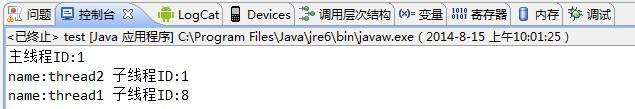 问题 控制台 LogCat Devices 调用层次结构 变量 寄存器 内存 调试
<已终止> test [Java 应用程序] C:\Program Files\Java\jre6\bin\javaw.exe ( 2014-8-15 上午10:01:25 )
主线程ID:1
name:thread2 子线程ID:1
name:thread1 子线程ID:8